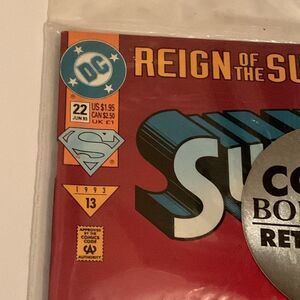 DC
REIGN OF THE SU
22
JUN 93
US $1.95
CAN $2.50
UK £1
S
1993
13
SU
APPROVED
BY THE
COMICS
CODE
CA
AUTHORITY
CO
BO
RET